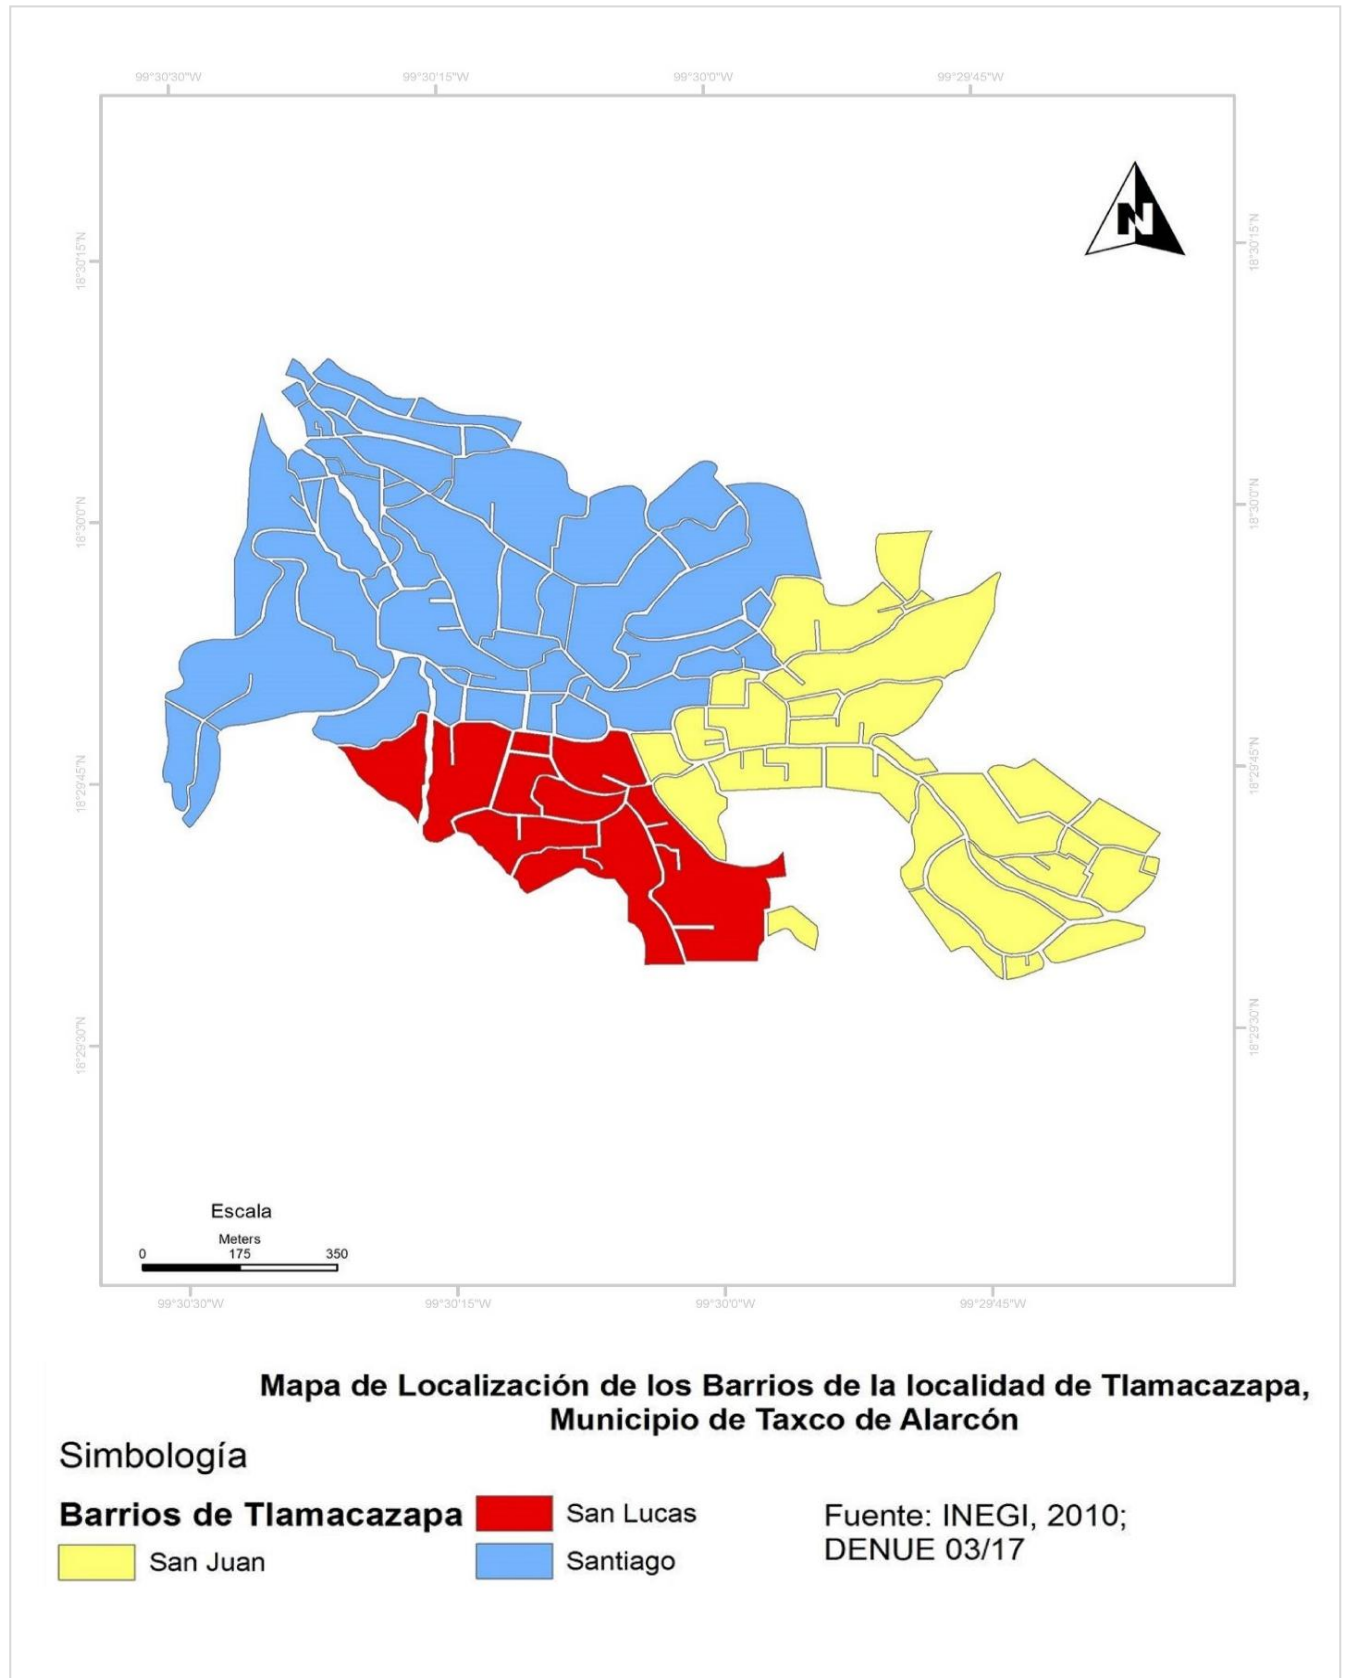 99°30'30"W 99°30'15"W 99°30'0"W 99°29'45"W
N
18°30'15"N 18°30'15"N
18°30'0"N 18°30'0"N
18°29'45"N 18°29'45"N
18°29'30"N 18°29'30"N
Escala
Meters
0 175 350
99°30'30"W 99°30'15"W 99°30'0"W 99°29'45"W
Mapa de Localización de los Barrios de la localidad de Tlamacazapa,
Municipio de Taxco de Alarcón
Simbología
Barrios de Tlamacazapa
San Juan
San Lucas
Santiago
Fuente: INEGI, 2010;
DENUE 03/17